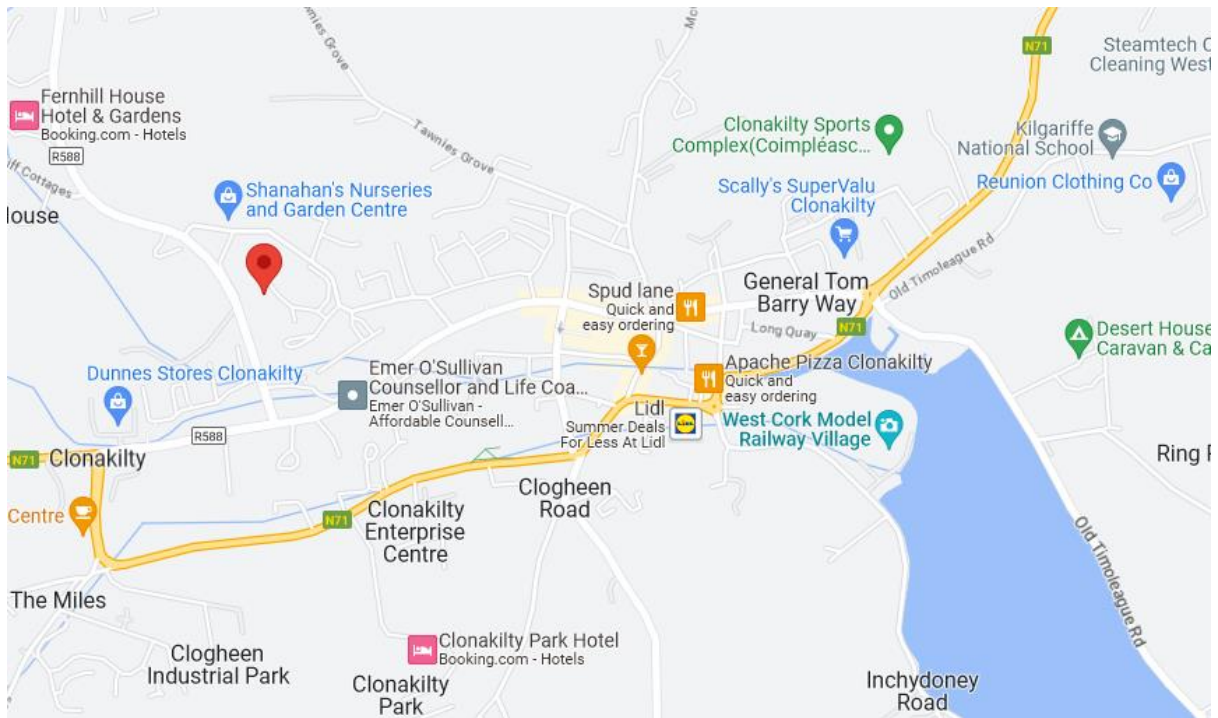 N71
Steamtech C
Cleaning West
Fernhill House
Hotel & Gardens
Booking.com - Hotels
Tawnies Grove
Tawnies Grove
R588
iff Cottages
Clonakilty Sports
Complex(Coimpléasc...
Kilgariffe
National School
Reunion Clothing Co
Shanahan's Nurseries
and Garden Centre
Scally's SuperValu
Clonakilty
Old Timoleague Rd
Spud lane
Quick and
easy ordering
General Tom
Barry Way
Long Quay
N71
Desert House
Caravan & Ca
Dunnes Stores Clonakilty
Emer O'Sullivan
Counsellor and Life Coa...
Emer O'Sullivan -
Affordable Counsell...
Apache Pizza Clonakilty
Quick and
easy ordering
Lidl
Summer Deals
For Less At Lidl
West Cork Model
Railway Village
R588
N71
Clonakilty
Ring
Centre
N71
Clonakilty
Enterprise
Centre
Clogheen
Road
Old Timoleague Rd
The Miles
Clogheen
Industrial Park
Clonakilty Park Hotel
Booking.com - Hotels
Clonakilty
Park
Inchydoney
Road